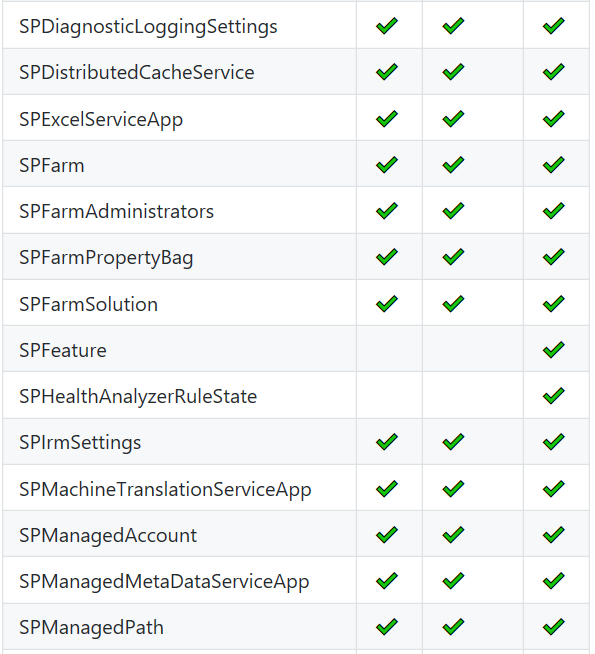 SPDiagnosticLoggingSettings
SPDistributedCacheService
SPExcelServiceApp
SPFarm
SPFarmAdministrators
SPFarmPropertyBag
SPFarmSolution
SPFeature
SPHealthAnalyzerRuleState
SPIrmSettings
SPMachineTranslationServiceApp
SPManagedAccount
SPManagedMetaDataServiceApp
SPManagedPath